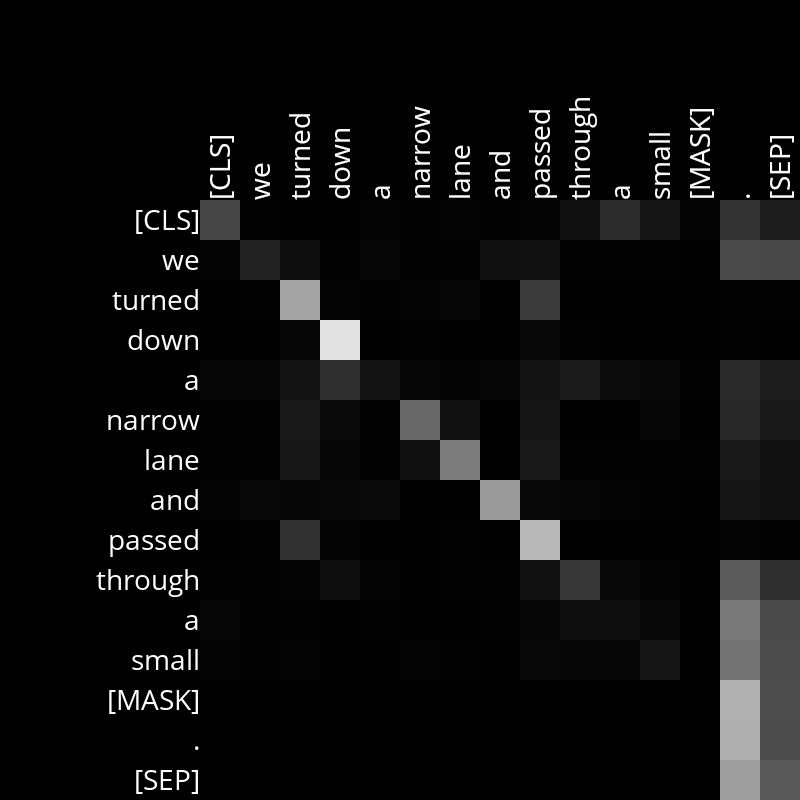 [CLS] we turned down a narrow lane and passed through a small [MASK] . [SEP]
[CLS]
we
turned
down
a
narrow
lane
and
passed
through
a
small
[MASK]
.
[SEP]